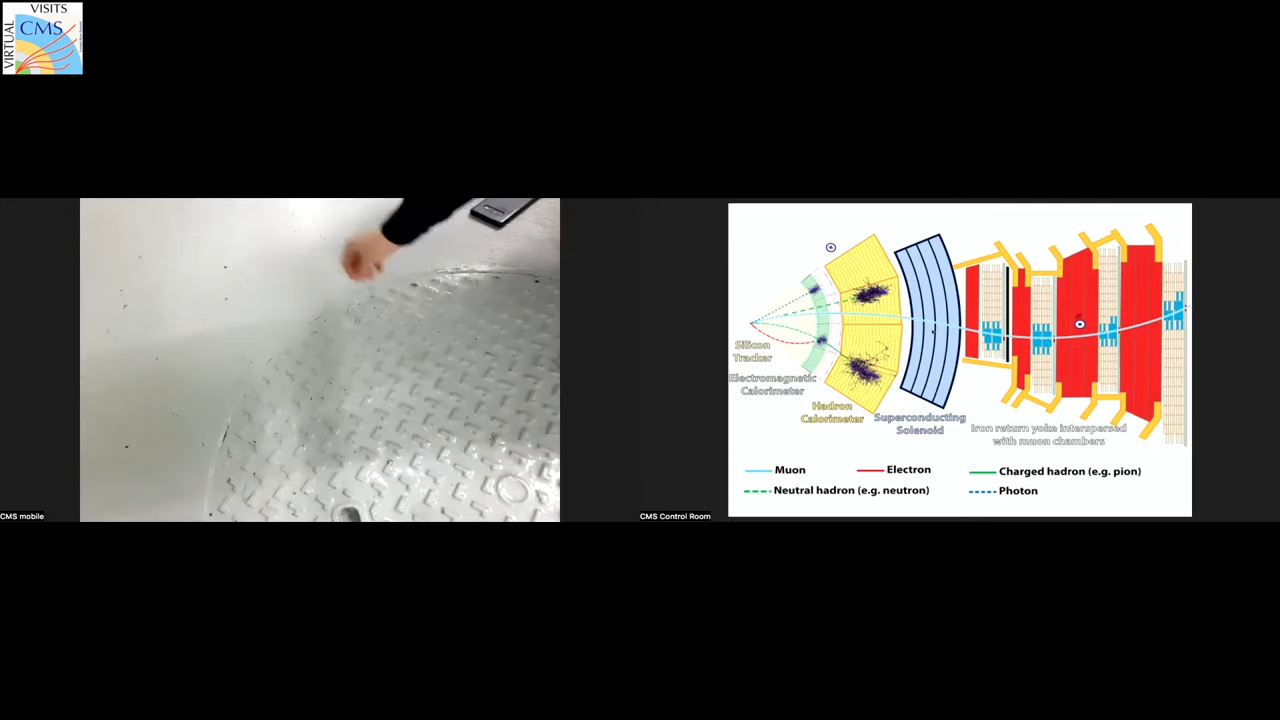 VISITS
CMS
VIRTUAL
Silicon
Tracker
Electromagnetic
Calorimeter
Hadron
Calorimeter
Superconducting
Solenoid
Iron return yoke interspersed
with muon chambers
Muon
Electron
Charged hadron (e.g. pion)
Neutral hadron (e.g. neutron)
Photon
CMS mobile
CMS Control Room